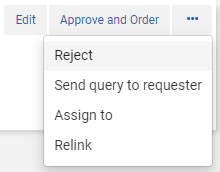 Edit Approve and Order •••
Reject
Send query to requester
Assign to
Relink